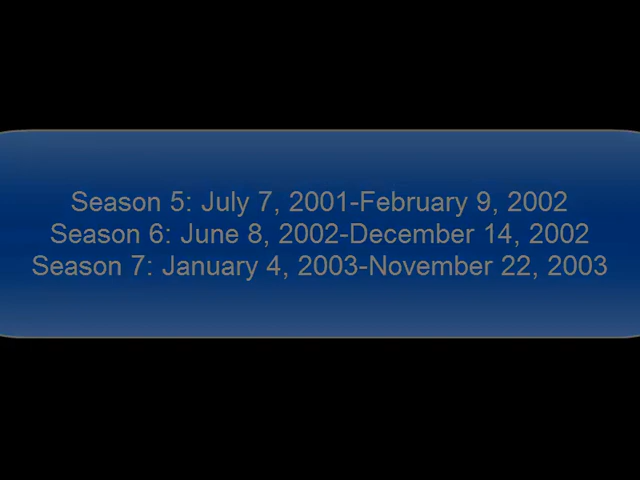 Season 5: July 7, 2001-February 9, 2002
Season 6: June 8, 2002-December 14, 2002
Season 7: January 4, 2003-November 22, 2003